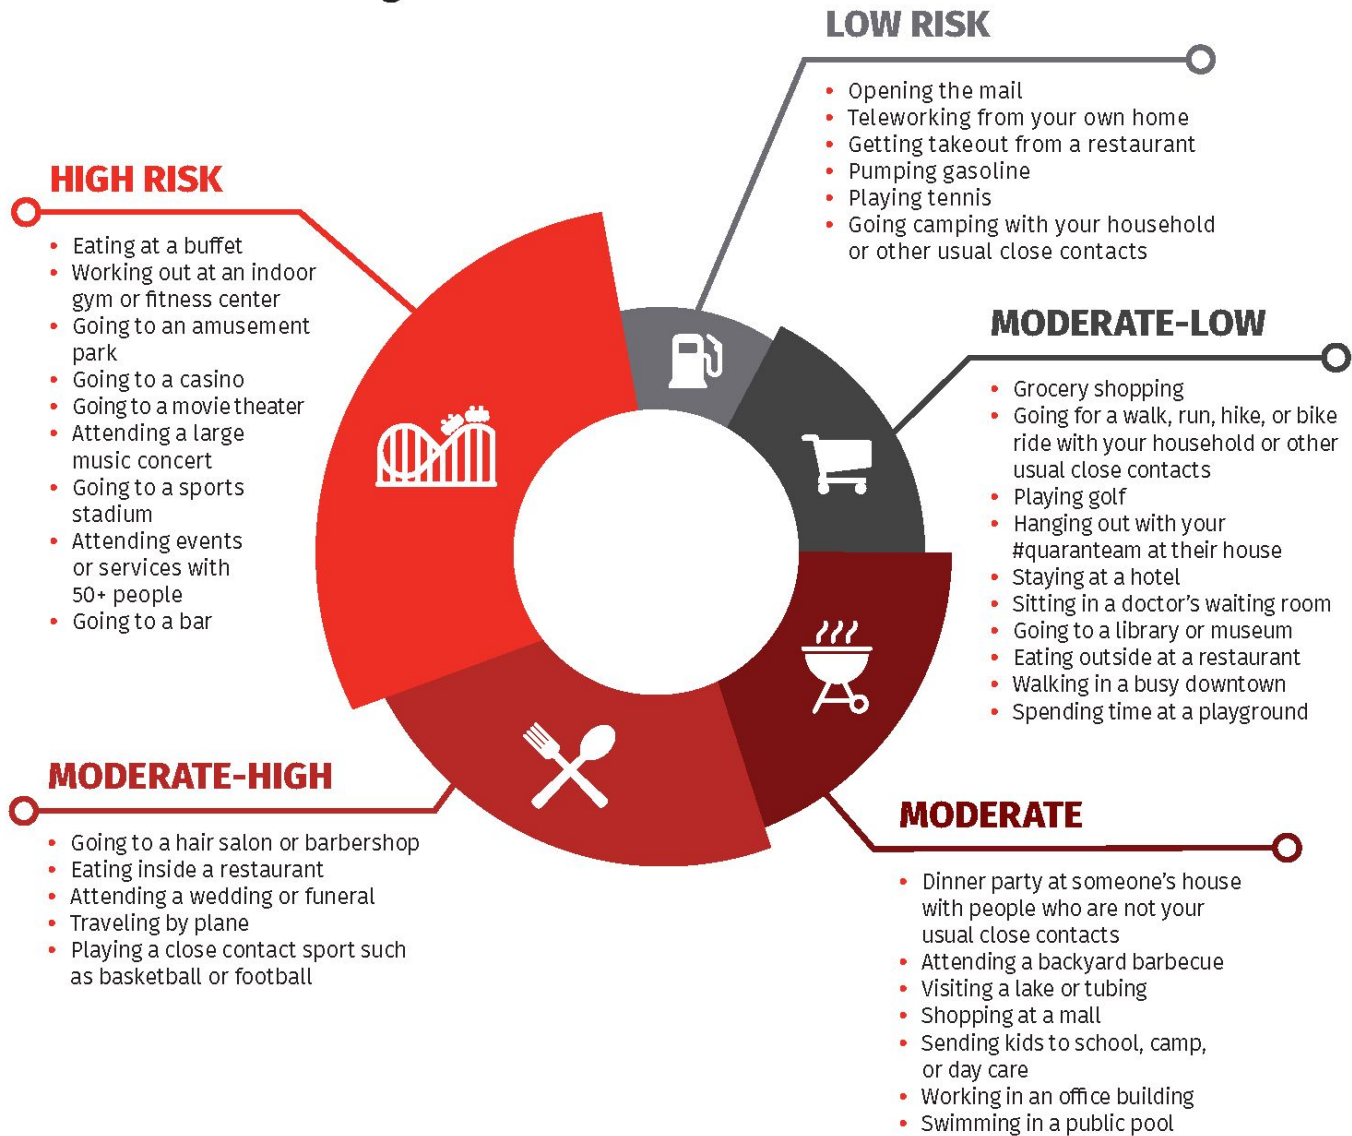 LOW RISK
• Opening the mail
• Teleworking from your own home
• Getting takeout from a restaurant
• Pumping gasoline
• Playing tennis
• Going camping with your household
or other usual close contacts
HIGH RISK
• Eating at a buffet
• Working out at an indoor
gym or fitness center
• Going to an amusement
park
• Going to a casino
• Going to a movie theater
• Attending a large
music concert
• Going to a sports
stadium
• Attending events
or services with
50+ people
• Going to a bar
MODERATE-LOW
• Grocery shopping
• Going for a walk, run, hike, or bike
ride with your household or other
usual close contacts
• Playing golf
• Hanging out with your
#quaranteam at their house
• Staying at a hotel
• Sitting in a doctor's waiting room
• Going to a library or museum
• Eating outside at a restaurant
• Walking in a busy downtown
• Spending time at a playground
MODERATE-HIGH
• Going to a hair salon or barbershop
• Eating inside a restaurant
• Attending a wedding or funeral
• Traveling by plane
• Playing a close contact sport such
as basketball or football
MODERATE
• Dinner party at someone's house
with people who are not your
usual close contacts
• Attending a backyard barbecue
• Visiting a lake or tubing
• Shopping at a mall
• Sending kids to school, camp,
or day care
• Working in an office building
• Swimming in a public pool